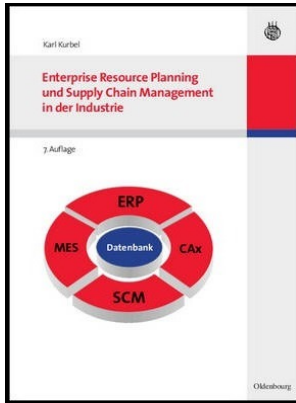 Karl Kurbel
Enterprise Resource Planning
und Supply Chain Management
in der Industrie
7. Auflage
ERP
MES
Datenbank
CAx
SCM
Oldenbourg